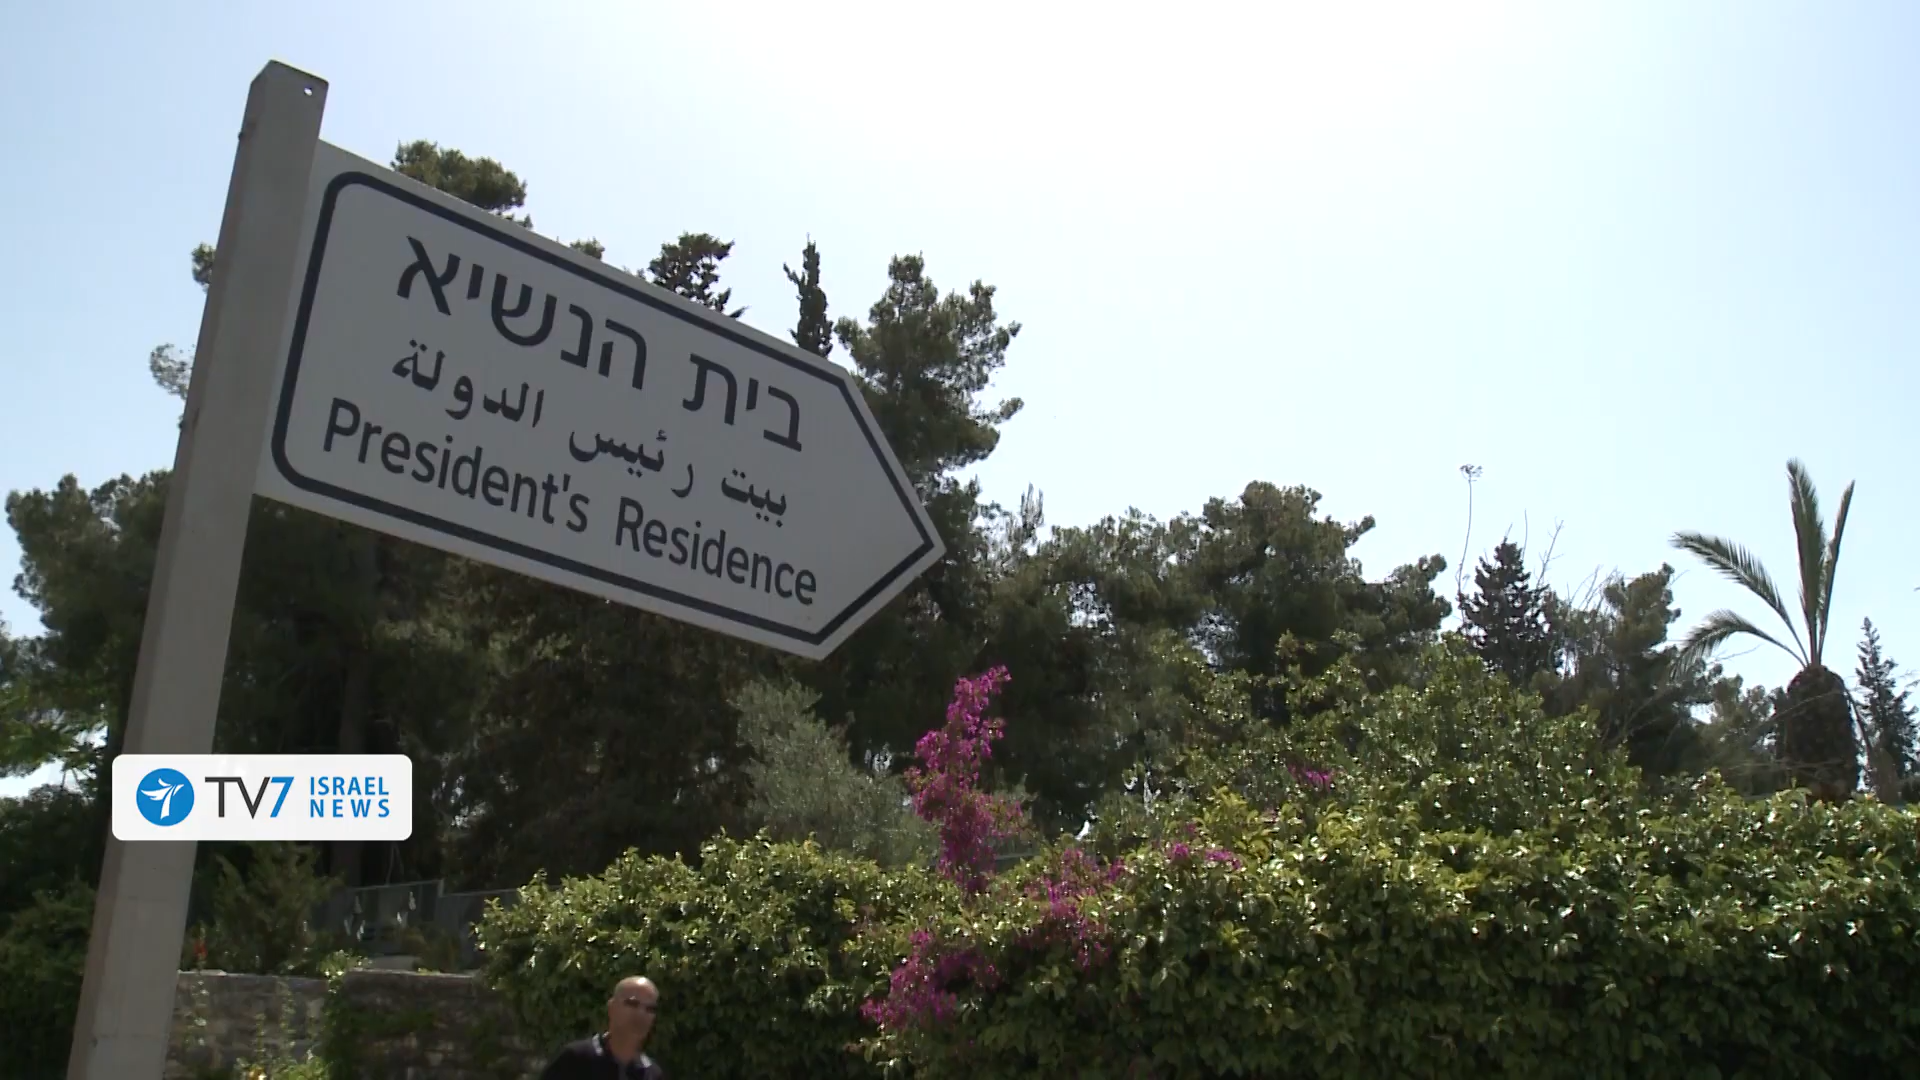 בית הנשיא
بيت رئيس الدولة
President's Residence
TV7 ISRAEL
NEWS